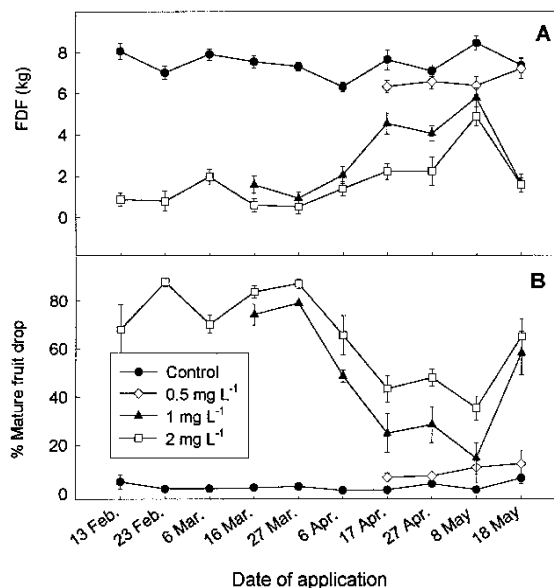 A
FDF (kg)
10
8
6
4
2
0
B
% Mature fruit drop
80
60
40
20
0
Control
0.5 mg L⁻¹
1 mg L⁻¹
2 mg L⁻¹
13 Feb.
23 Feb.
6 Mar.
16 Mar.
27 Mar.
6 Apr.
17 Apr.
27 Apr.
8 May
18 May
Date of application